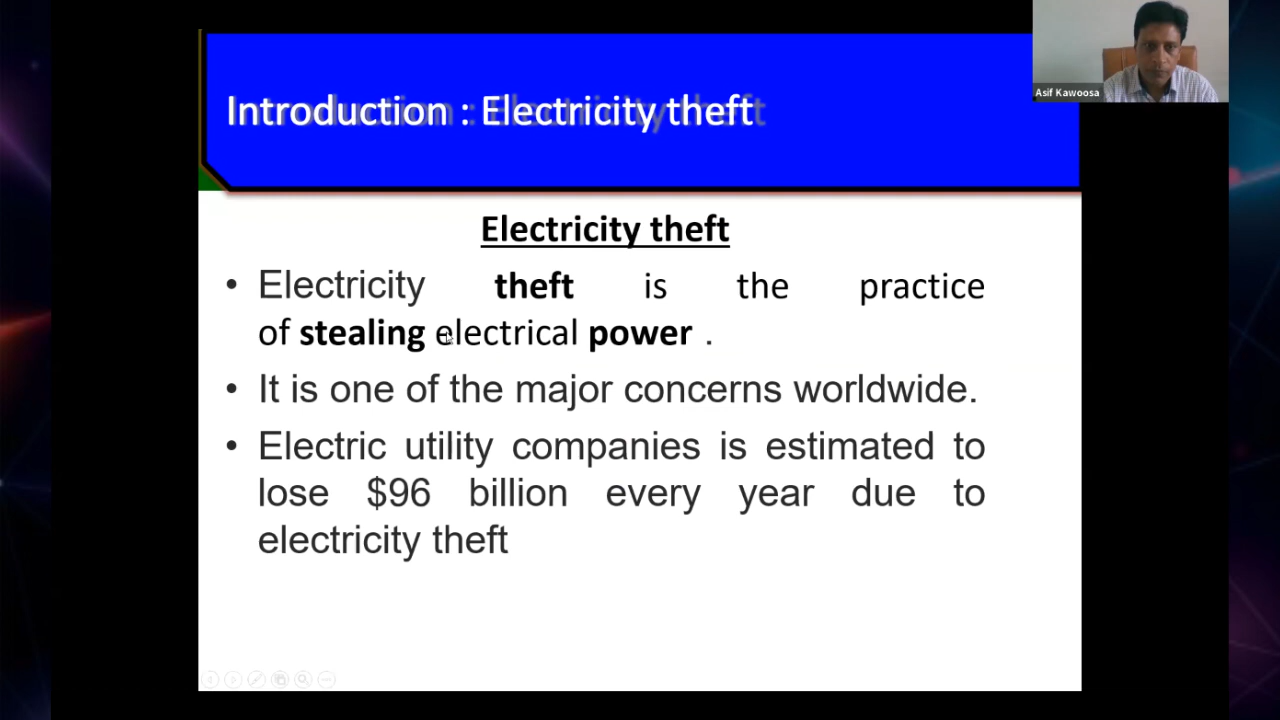 Introduction : Electricity theft
Asif Kawoosa
Electricity theft
• Electricity theft is the practice
of stealing electrical power .
• It is one of the major concerns worldwide.
• Electric utility companies is estimated to
lose $96 billion every year due to
electricity theft